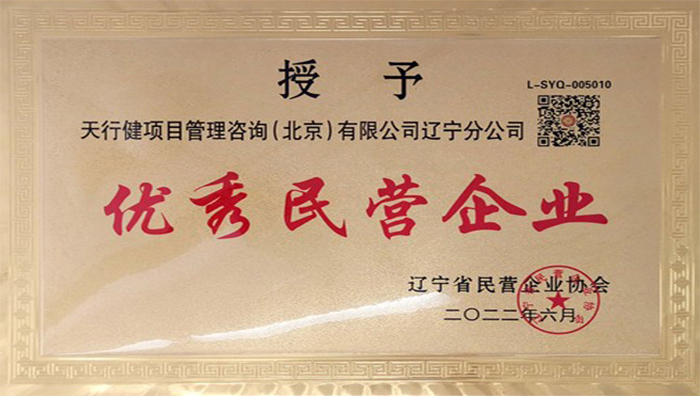 授 予
L-SYQ-005010
天行健项目管理咨询(北京)有限公司辽宁分公司
优秀民营企业
辽宁省民营企业协会
二〇二二年六月